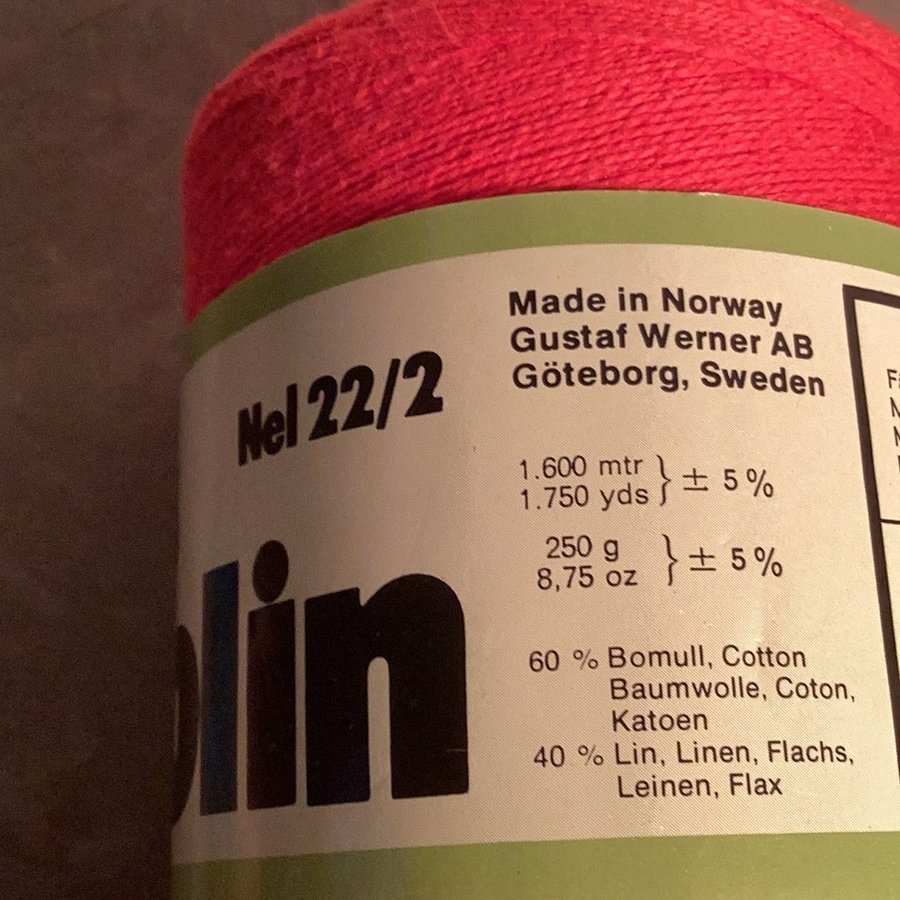 Made in Norway
Gustaf Werner AB
Göteborg, Sweden
Nel 22/2
1.600 mtr } ± 5 %
1.750 yds
250 g } ± 5 %
8,75 oz
lin
60 % Bomull, Cotton
Baumwolle, Coton,
Katoen
40 % Lin, Linen, Flachs,
Leinen, Flax